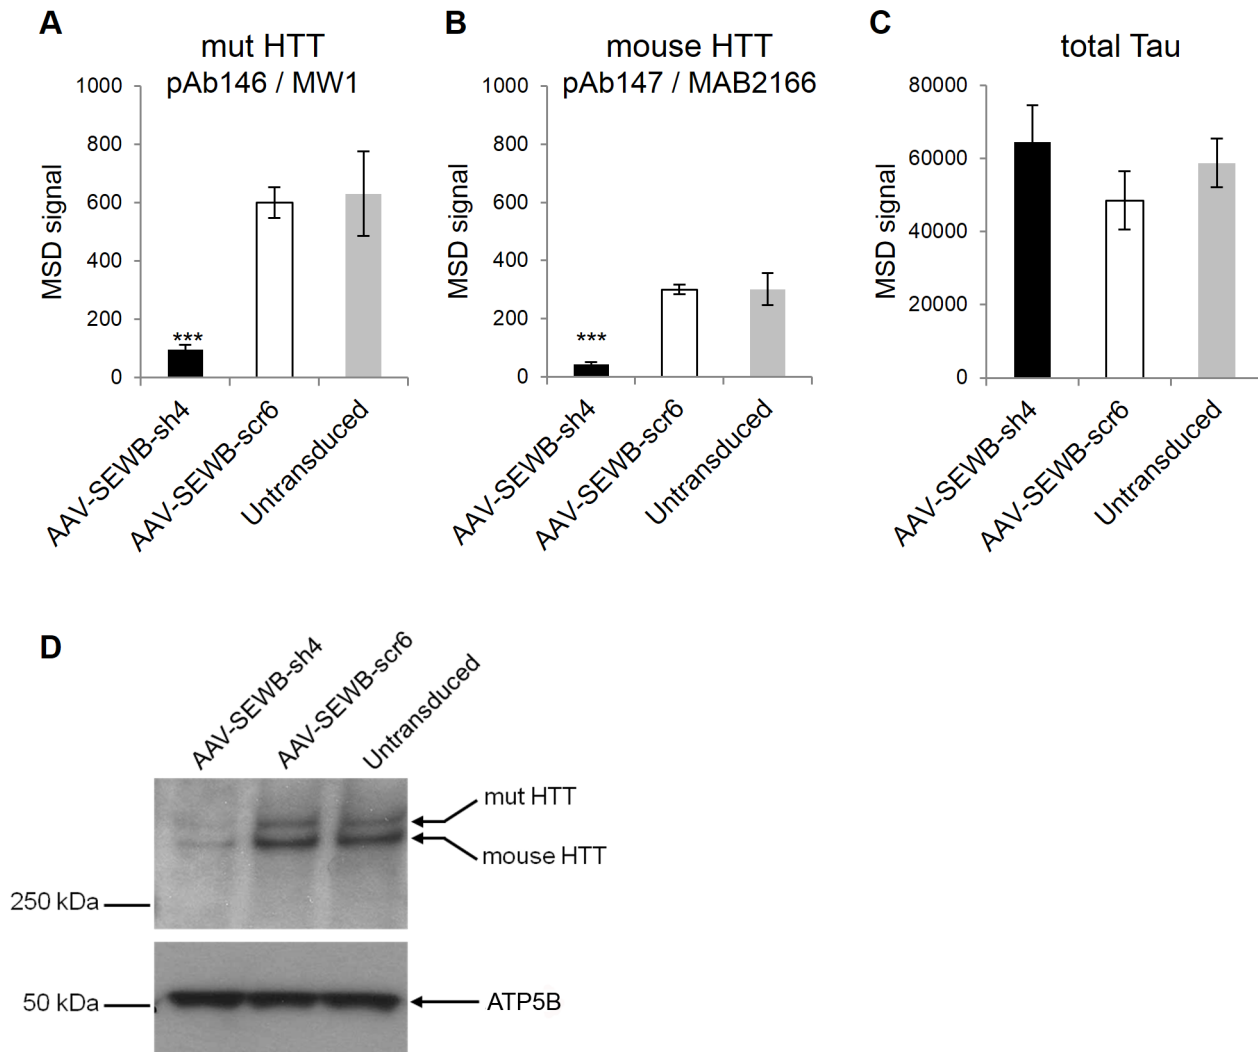 A
mut HTT
pAb146 / MW1
1000
800
600
400
200
0
MSD signal
***
AAV-SEWB-sh4
AAV-SEWB-scr6
Untransduced
B
mouse HTT
pAb147 / MAB2166
1000
800
600
400
200
0
MSD signal
***
AAV-SEWB-sh4
AAV-SEWB-scr6
Untransduced
C
total Tau
80000
60000
40000
20000
0
MSD signal
AAV-SEWB-sh4
AAV-SEWB-scr6
Untransduced
D
AAV-SEWB-sh4
AAV-SEWB-scr6
Untransduced
mut HTT
mouse HTT
250 kDa
50 kDa
ATP5B